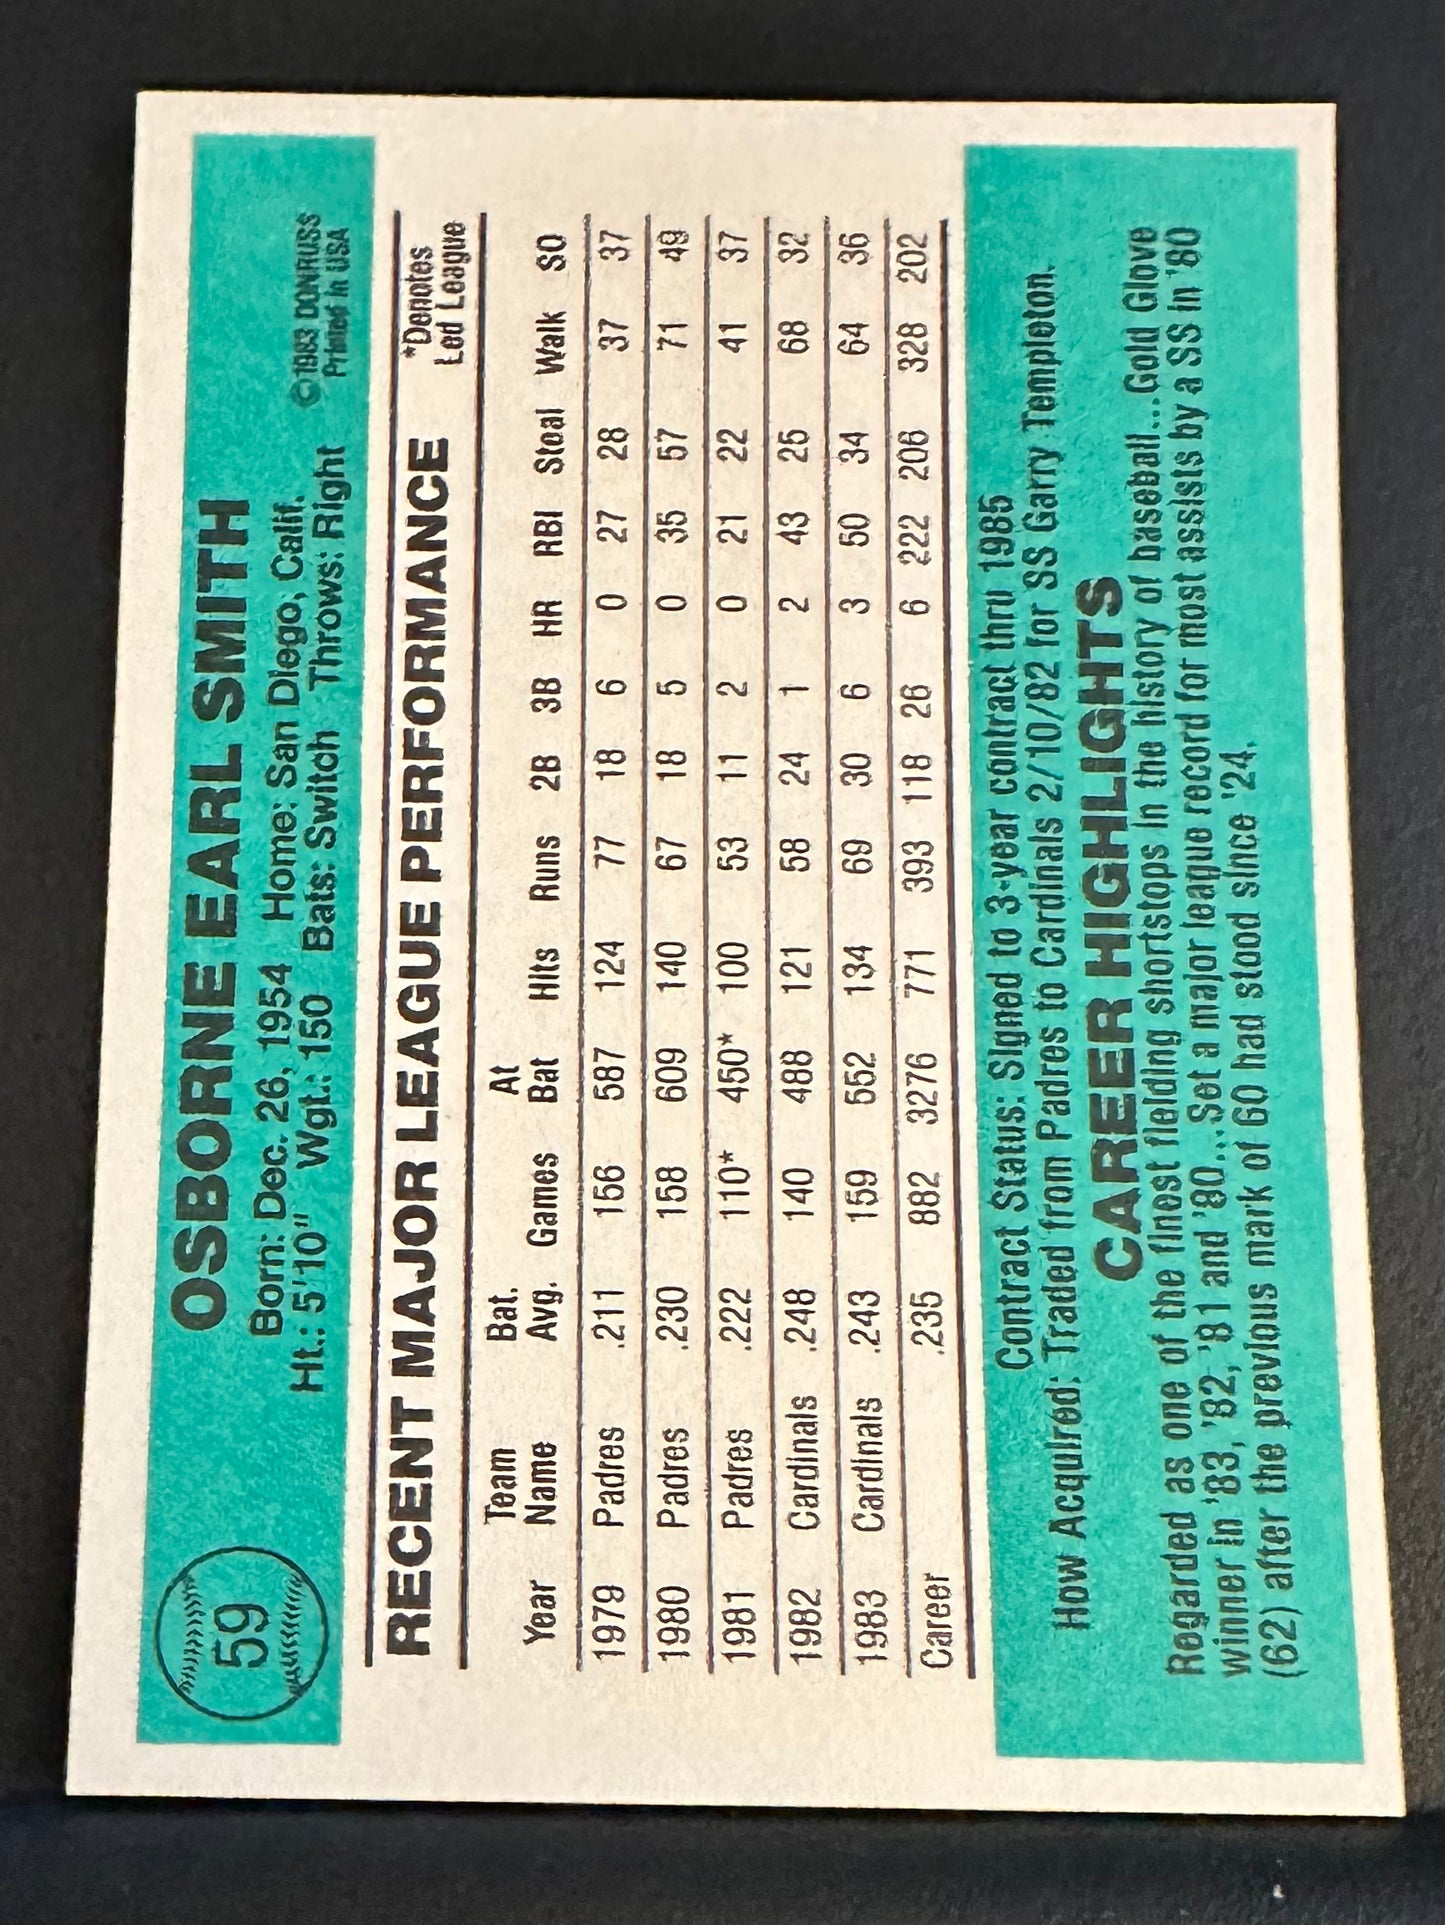 59
OSBORNE EARL SMITH
Born: Dec. 26, 1954 Home: San Diego, Calif.
Ht.: 5'10" Wgt.: 150 Bats: Switch Throws: Right
©1983 DONRUSS
Printed in USA
RECENT MAJOR LEAGUE PERFORMANCE
*Denotes
Led League
Team Bat. At
Year Name Avg. Games Bat Hits Runs 2B 3B HR RBI Steal Walk SO
1979 Padres .211 156 587 124 77 18 6 0 27 28 37 37
1980 Padres .230 158 609 140 67 18 5 0 35 57 71 49
1981 Padres .222 110* 450* 100 53 11 2 0 21 22 41 37
1982 Cardinals .248 140 488 121 58 24 1 2 43 25 68 32
1983 Cardinals .243 159 552 134 69 30 6 3 50 34 64 36
Career .235 882 3276 771 393 118 26 6 222 206 328 202
Contract Status: Signed to 3-year contract thru 1985
How Acquired: Traded from Padres to Cardinals 2/10/82 for SS Garry Templeton.
CAREER HIGHLIGHTS
Regarded as one of the finest fielding shortstops in the history of baseball...Gold Glove
winner in '83, '82, '81 and '80...Set a major league record for most assists by a SS in '80
(62) after the previous mark of 60 had stood since '24.